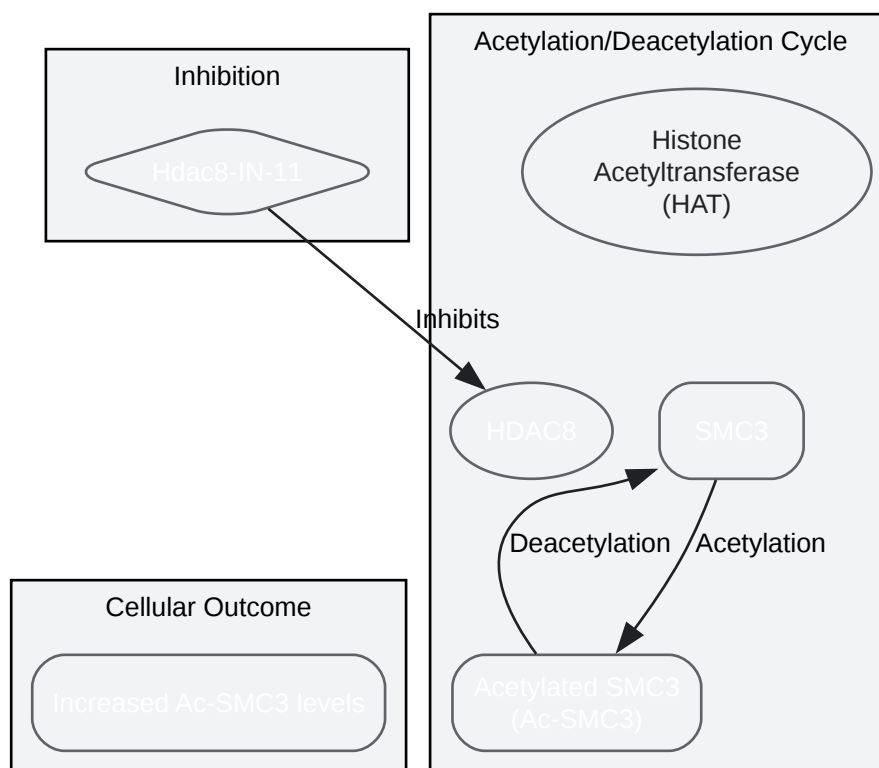 Acetylation/Deacetylation Cycle
Inhibition
Histone
Acetyltransferase
(HAT)
Hdac8-IN-11
Inhibits
HDAC8
SMC3
Deacetylation
Acetylation
Cellular Outcome
Increased Ac-SMC3 levels
Acetylated SMC3
(Ac-SMC3)